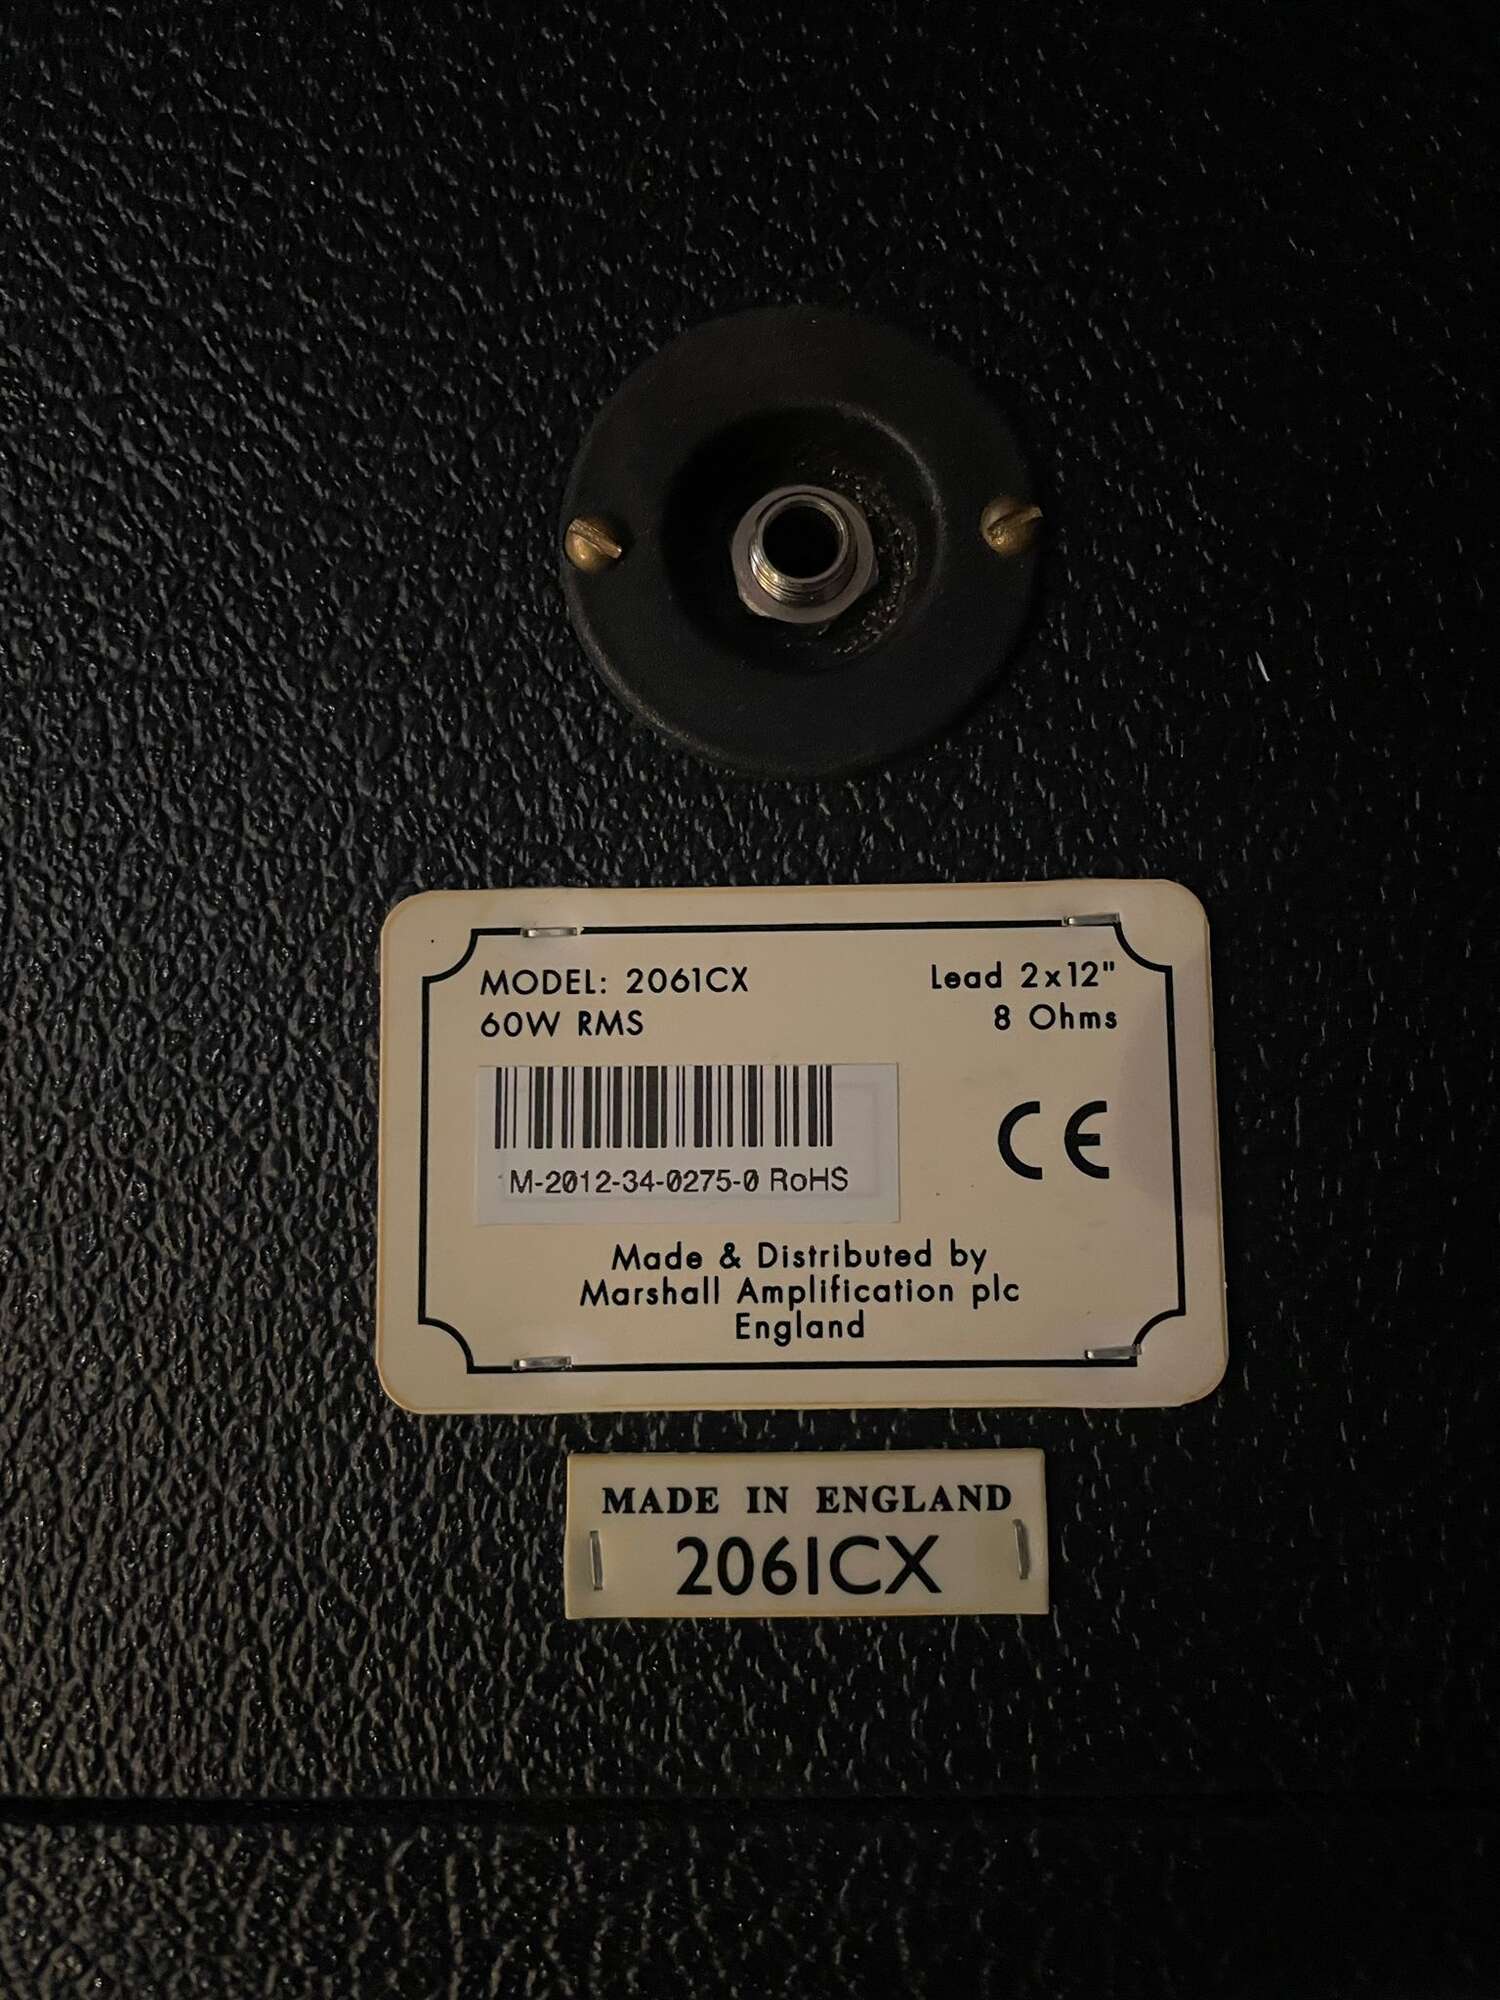 MODEL: 2061CX
60W RMS
Lead 2x12"
8 Ohms
M-2012-34-0275-0 RoHS
CE
Made & Distributed by
Marshall Amplification plc
England
MADE IN ENGLAND
2061CX